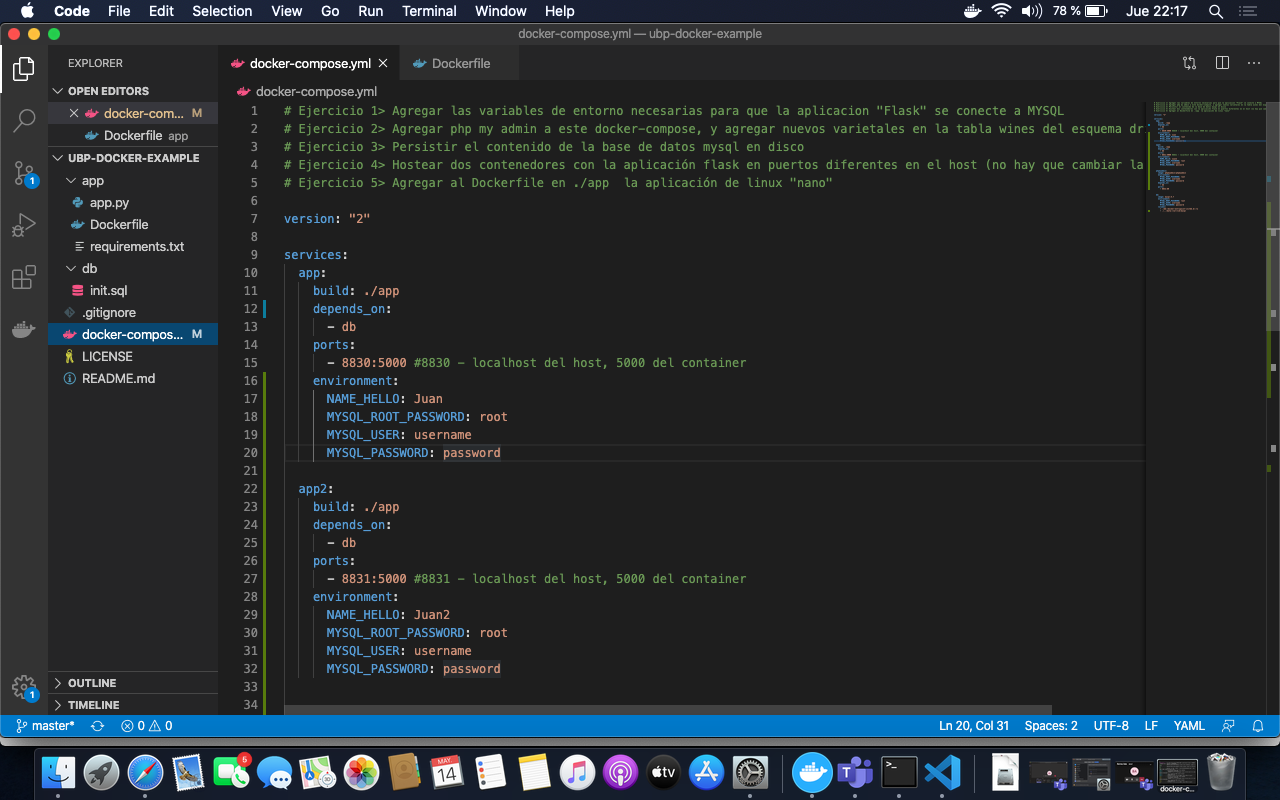 Code File Edit Selection View Go Run Terminal Window Help 78 % Jue 22:17
docker-compose.yml — ubp-docker-example
EXPLORER
OPEN EDITORS
docker-com... M
Dockerfile app
UBP-DOCKER-EXAMPLE
app
app.py
Dockerfile
requirements.txt
db
init.sql
.gitignore
docker-compos... M
LICENSE
README.md
OUTLINE
TIMELINE
1
1
docker-compose.yml Dockerfile
docker-compose.yml
1 # Ejercicio 1> Agregar las variables de entorno necesarias para que la aplicacion "Flask" se conecte a MYSQL
2 # Ejercicio 2> Agregar php my admin a este docker-compose, y agregar nuevos varietales en la tabla wines del esquema dr
3 # Ejercicio 3> Persistir el contenido de la base de datos mysql en disco
4 # Ejercicio 4> Hostear dos contenedores con la aplicación flask en puertos diferentes en el host (no hay que cambiar la
5 # Ejercicio 5> Agregar al Dockerfile en ./app  la aplicación de linux "nano"
6
7 version: "2"
8
9 services:
10 app:
11 build: ./app
12 depends_on:
13 - db
14 ports:
15 - 8830:5000 #8830 - localhost del host, 5000 del container
16 environment:
17 NAME_HELLO: Juan
18 MYSQL_ROOT_PASSWORD: root
19 MYSQL_USER: username
20 MYSQL_PASSWORD: password
21
22 app2:
23 build: ./app
24 depends_on:
25 - db
26 ports:
27 - 8831:5000 #8831 - localhost del host, 5000 del container
28 environment:
29 NAME_HELLO: Juan2
30 MYSQL_ROOT_PASSWORD: root
31 MYSQL_USER: username
32 MYSQL_PASSWORD: password
33
34
master* 0 0 Ln 20, Col 31 Spaces: 2 UTF-8 LF YAML
5
MAY. 14
tv
docker-c...